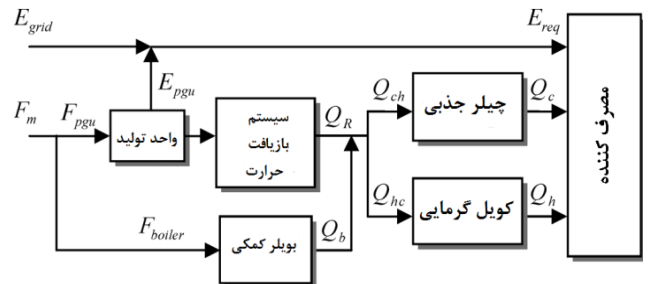 E_grid
E_req
E_pgu
F_m
F_pgu
واحد تولید
سیستم
بازیافت
حرارت
Q_R
Q_ch
چیلر جذبی
Q_c
Q_hc
کویل گرمایی
Q_h
F_boiler
بویلر کمکی
Q_b
مصرف کننده